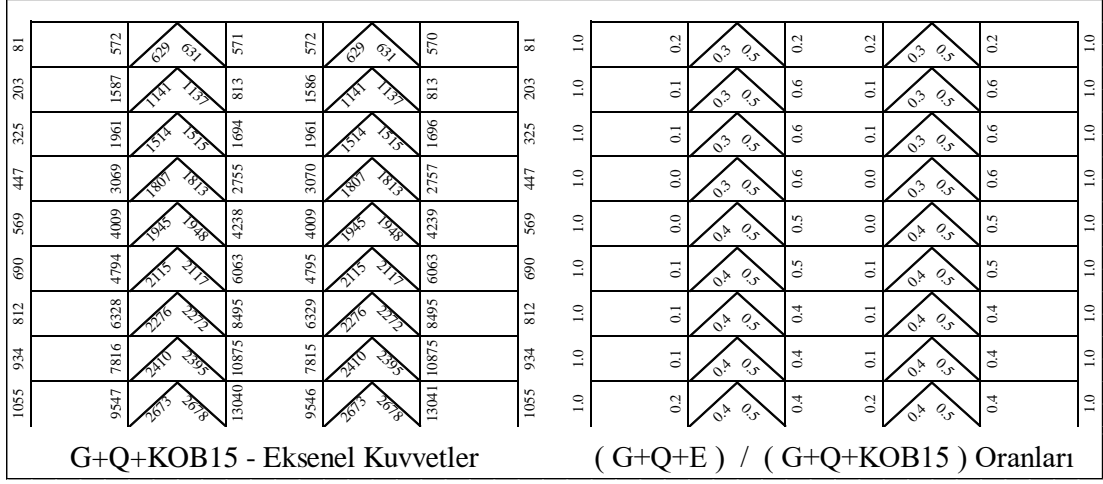 81 572 629 631 571 572 629 631 570 81 1.0 0.2 0.3 0.5 0.2 0.2 0.3 0.5 0.2 1.0
203 1587 1141 1137 813 1586 1141 1137 813 203 1.0 0.1 0.3 0.5 0.6 0.1 0.3 0.5 0.6 1.0
325 1961 1514 1515 1694 1961 1514 1515 1696 325 1.0 0.1 0.3 0.5 0.6 0.1 0.3 0.5 0.6 1.0
447 3069 1807 1813 2755 3070 1807 1813 2757 447 1.0 0.0 0.3 0.5 0.6 0.0 0.3 0.5 0.6 1.0
569 4009 1945 1948 4238 4009 1945 1948 4239 569 1.0 0.0 0.4 0.5 0.5 0.0 0.4 0.5 0.5 1.0
690 4794 2115 2117 6063 4795 2115 2117 6063 690 1.0 0.1 0.4 0.5 0.5 0.1 0.4 0.5 0.5 1.0
812 6328 2276 2272 8495 6329 2276 2272 8495 812 1.0 0.1 0.4 0.5 0.4 0.1 0.4 0.5 0.4 1.0
934 7816 2410 2395 10875 7815 2410 2395 10875 934 1.0 0.1 0.4 0.5 0.4 0.1 0.4 0.5 0.4 1.0
1055 9547 2673 2678 13040 9546 2673 2678 13041 1055 1.0 0.2 0.4 0.5 0.4 0.2 0.4 0.5 0.4 1.0
G+Q+KOB15 - Eksenel Kuvvetler ( G+Q+E ) / ( G+Q+KOB15 ) Oranları